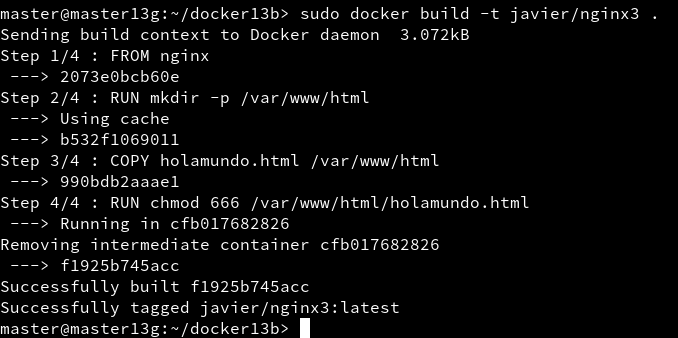 master@master13g:~/docker13b> sudo docker build -t javier/nginx3 .
Sending build context to Docker daemon  3.072kB
Step 1/4 : FROM nginx
 ---> 2073e0bcb60e
Step 2/4 : RUN mkdir -p /var/www/html
 ---> Using cache
 ---> b532f1069011
Step 3/4 : COPY holamundo.html /var/www/html
 ---> 990bdb2aaae1
Step 4/4 : RUN chmod 666 /var/www/html/holamundo.html
 ---> Running in cfb017682826
Removing intermediate container cfb017682826
 ---> f1925b745acc
Successfully built f1925b745acc
Successfully tagged javier/nginx3:latest
master@master13g:~/docker13b>